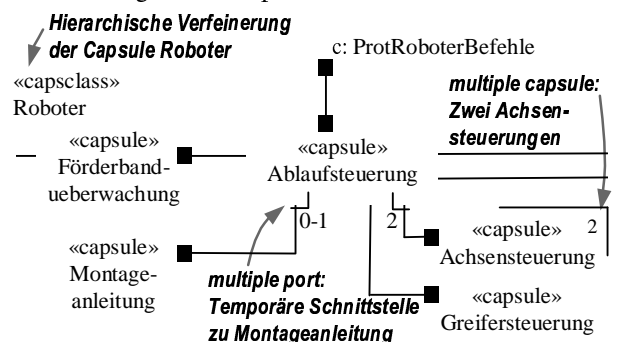 Hierarchische Verfeinerung
der Capsule Roboter
c: ProtRoboterBefehle
«capsclass»
Roboter
multiple capsule:
Zwei Achsen-
steuerungen
«capsule»
Förderband-
ueberwachung
«capsule»
Ablaufsteuerung
0-1
2
2
«capsule»
Achsensteuerung
«capsule»
Montage-
anleitung
multiple port:
Temporäre Schnittstelle
zu Montageanleitung
«capsule»
Greifersteuerung